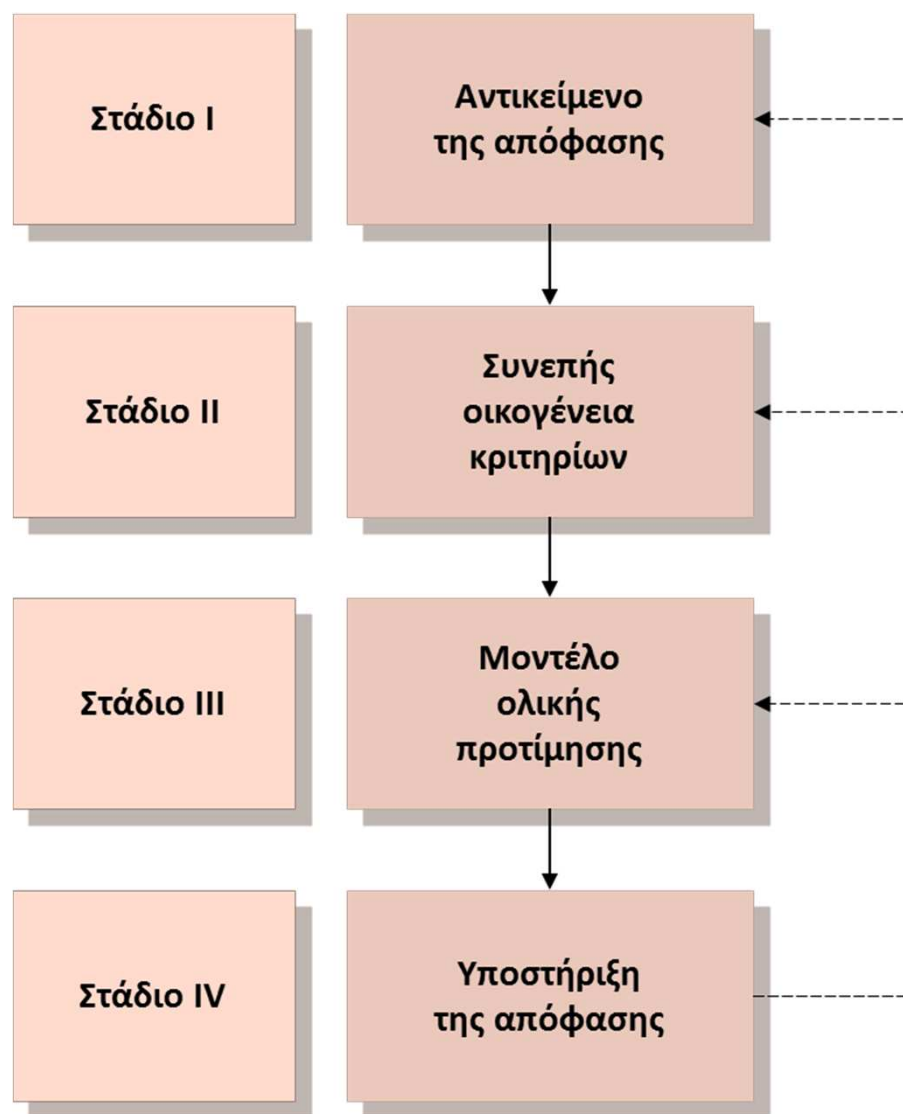 Στάδιο I
Αντικείμενο
της απόφασης
Στάδιο II
Συνεπής
οικογένεια
κριτηρίων
Στάδιο III
Μοντέλο
ολικής
προτίμησης
Στάδιο IV
Υποστήριξη
της απόφασης